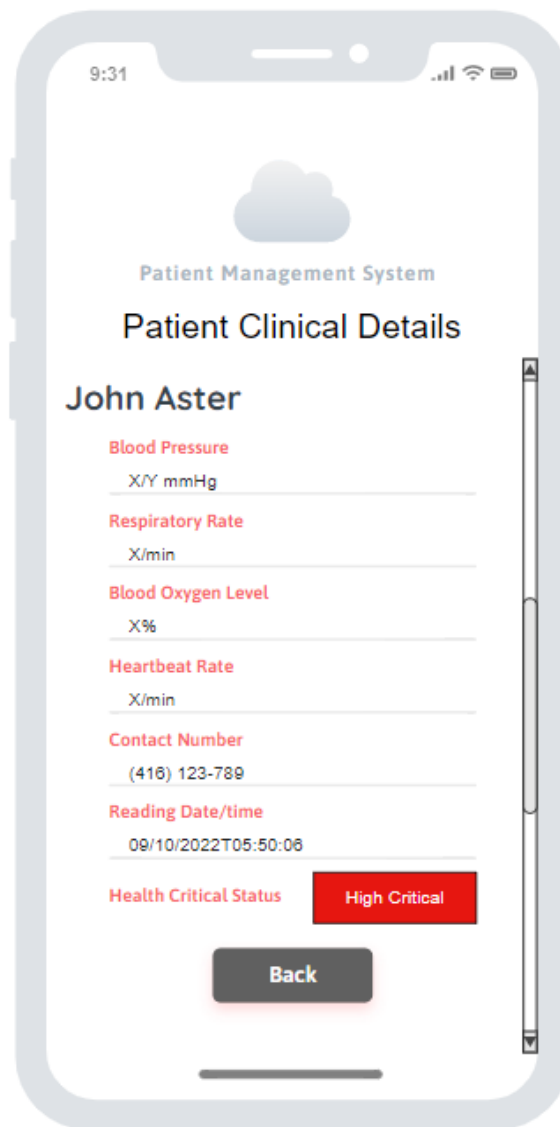 9:31
Patient Management System
Patient Clinical Details
John Aster
Blood Pressure
X/Y mmHg
Respiratory Rate
X/min
Blood Oxygen Level
X%
Heartbeat Rate
X/min
Contact Number
(416) 123-789
Reading Date/time
09/10/2022T05:50:06
Health Critical Status High Critical
Back